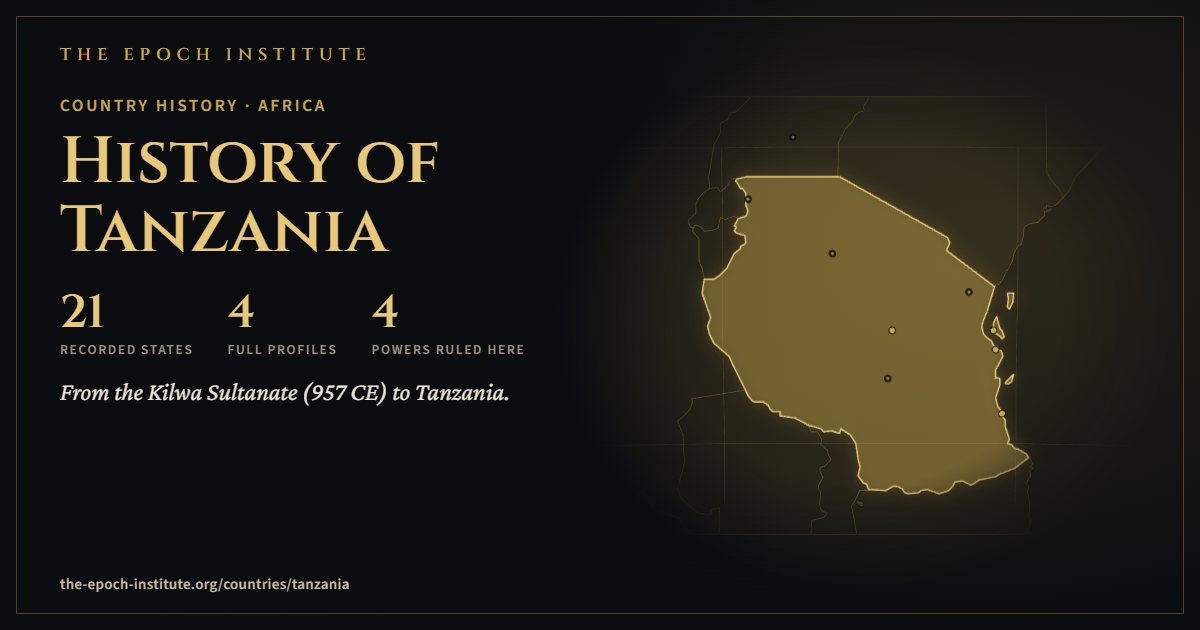 THE EPOCH INSTITUTE
COUNTRY HISTORY · AFRICA
History of
Tanzania
21 4 4
RECORDED STATES FULL PROFILES POWERS RULED HERE
From the Kilwa Sultanate (957 CE) to Tanzania.
the-epoch-institute.org/countries/tanzania